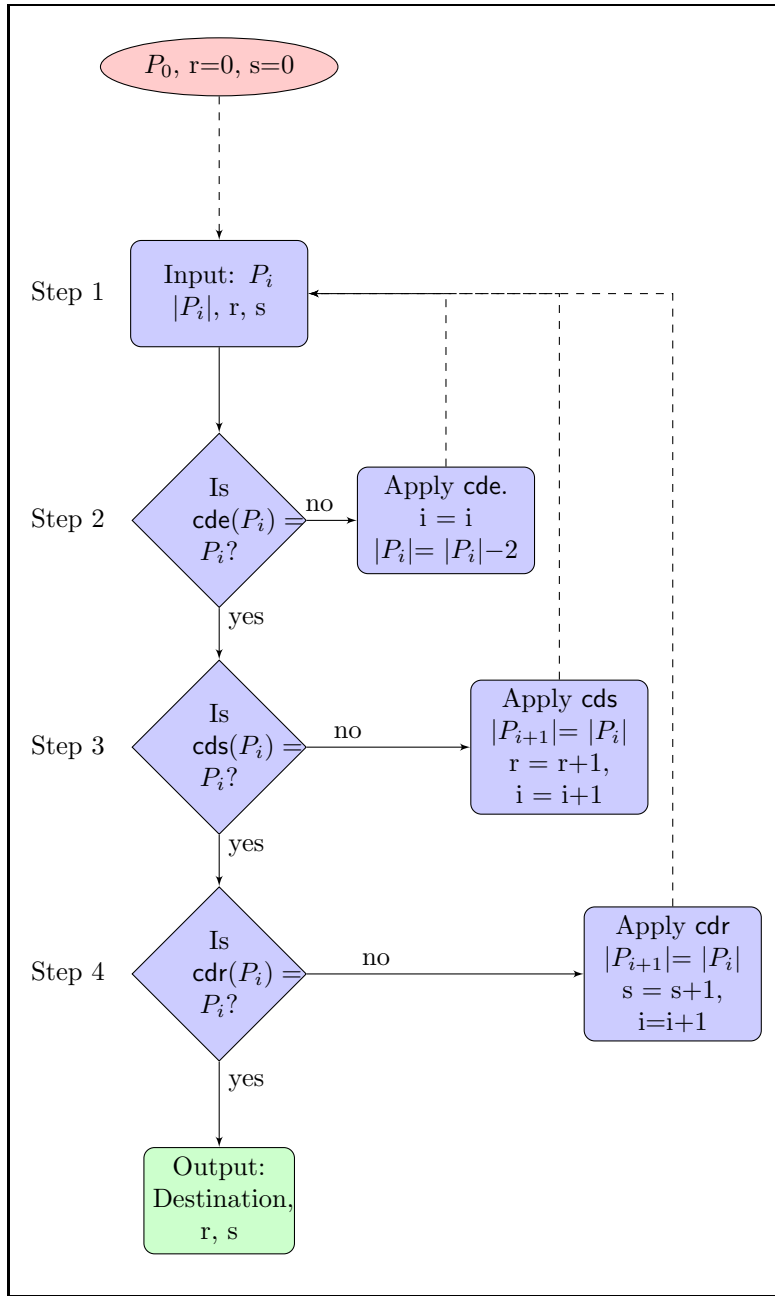 P₀, r=0, s=0
Step 1
Input: Pᵢ
|Pᵢ|, r, s
Step 2
Is
cde(Pᵢ) =
Pᵢ?
no
Apply cde.
i = i
|Pᵢ|= |Pᵢ|−2
yes
Step 3
Is
cds(Pᵢ) =
Pᵢ?
no
Apply cds
|Pᵢ₊₁|= |Pᵢ|
r = r+1,
i = i+1
yes
Step 4
Is
cdr(Pᵢ) =
Pᵢ?
no
Apply cdr
|Pᵢ₊₁|= |Pᵢ|
s = s+1,
i=i+1
yes
Output:
Destination,
r, s